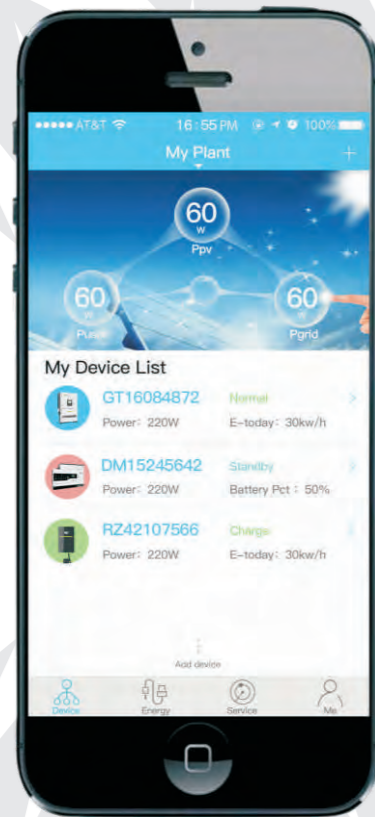 AT&T 16:55 PM 100%
My Plant +
60
W
Ppv
60 60
W W
Pgrid
My Device List
GT16084872 Normal
Power: 220W E-today: 30kw/h
DM15245642 Standby
Power: 220W Battery Pct : 50%
RZ42107566 Charge
Power: 220W E-today: 30kw/h
Add device
Device Energy Service Me